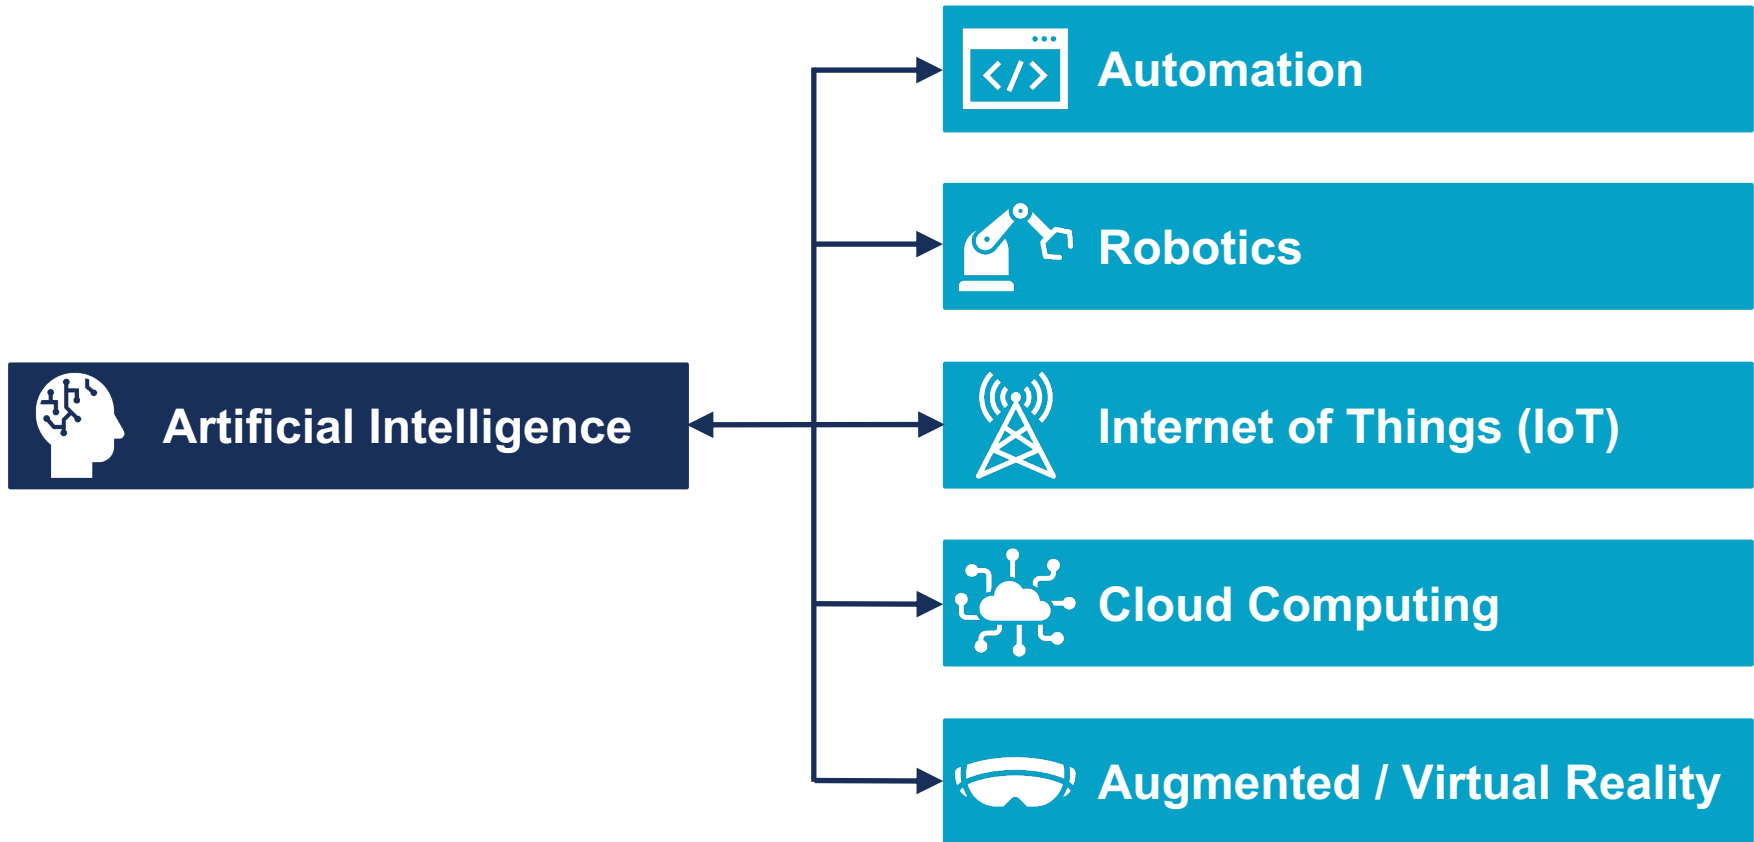 Automation
Robotics
Artificial Intelligence
Internet of Things (IoT)
Cloud Computing
Augmented / Virtual Reality